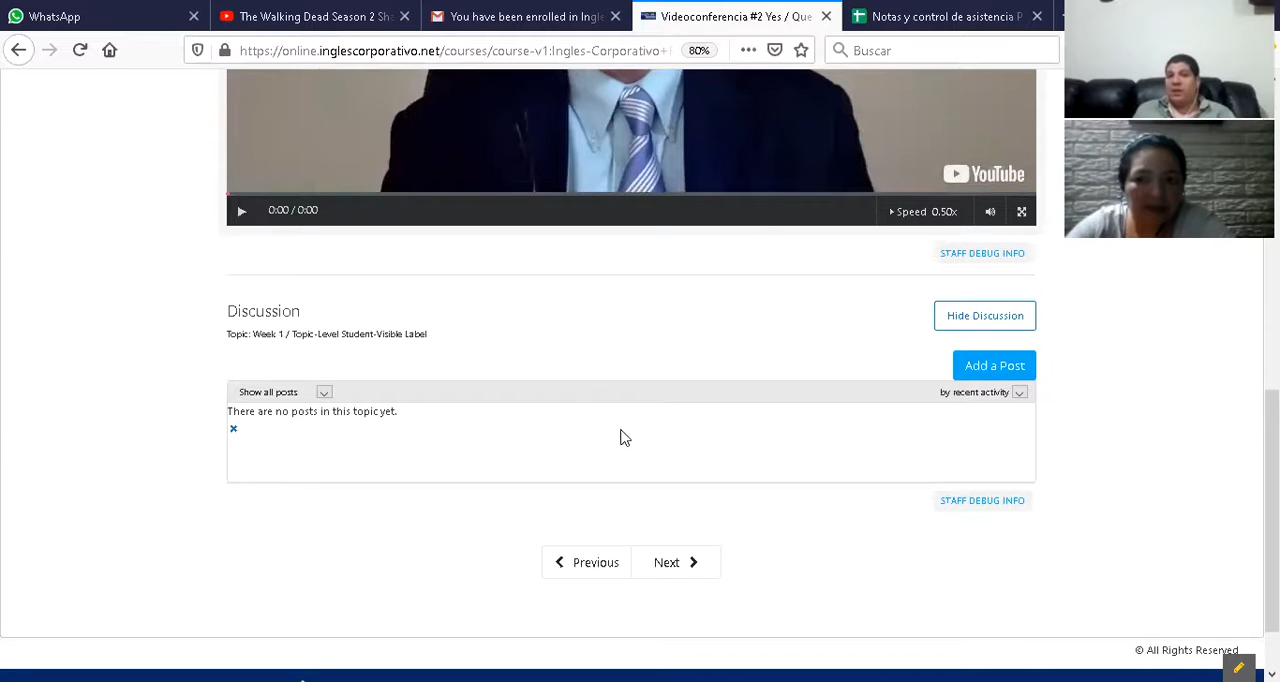 WhatsApp
The Walking Dead Season 2 Sh
You have been enrolled in Ingle
Videoconferencia #2 Yes / Que
Notas y control de asistencia P
https://online.inglescorporativo.net/courses/course-v1:Ingles-Corporativo+
80%
Buscar
YouTube
0:00 / 0:00
Speed 0.50x
STAFF DEBUG INFO
Discussion
Hide Discussion
Topic: Week 1 / Topic-Level Student-Visible Label
Add a Post
Show all posts
by recent activity
There are no posts in this topic yet.
STAFF DEBUG INFO
Previous
Next
© All Rights Reserved